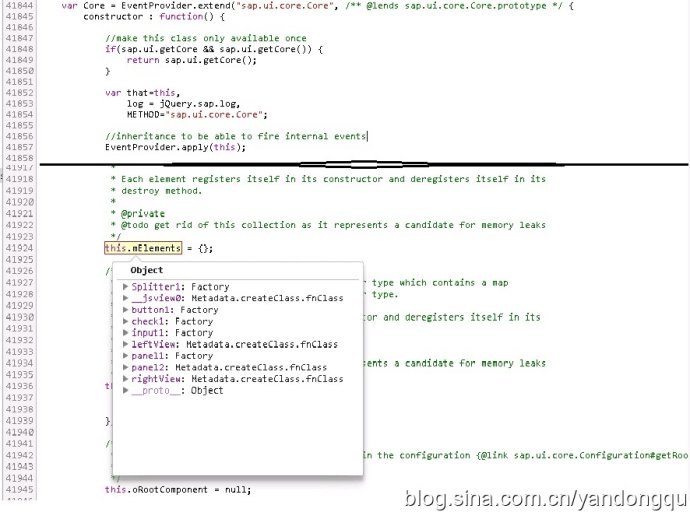 41844 var Core = EventProvider.extend("sap.ui.core.Core", /** @lends sap.ui.core.Core.prototype */ {
41845 constructor : function() {
41846
41847 //make this class only available once
41848 if(sap.ui.getCore && sap.ui.getCore()) {
41849 return sap.ui.getCore();
41850 }
41851
41852 var that=this,
41853 log = jQuery.sap.log,
41854 METHOD="sap.ui.core.Core";
41855
41856 //inheritance to be able to fire internal events
41857 EventProvider.apply(this);
41858
41917 *
41918 * Each element registers itself in its constructor and deregisters itself in its
41919 * destroy method.
41920 *
41921 * @private
41922 * @todo get rid of this collection as it represents a candidate for memory leaks
41923 */
41924 this.mElements = {};
41925
41926 /
Object
41927 r type which contains a map
Splitter1: Factory
41928 r type.
__jsview0: Metadata.createClass.fnClass
41929
button1: Factory
41930 tor and deregisters itself in its
check1: Factory
41931
input1: Factory
41932
leftView: Metadata.createClass.fnClass
41933
panel1: Factory
41934 sents a candidate for memory leaks
panel2: Metadata.createClass.fnClass
41935
rightView: Metadata.createClass.fnClass
41936 th
__proto__: Object
41937
41938
41939 },
41940
41941 /
41942 in the configuration {@link sap.ui.core.Configuration#getRoo
41943
41944 */
41945 this.oRootComponent = null;
blog.sina.com.cn/yandongqu